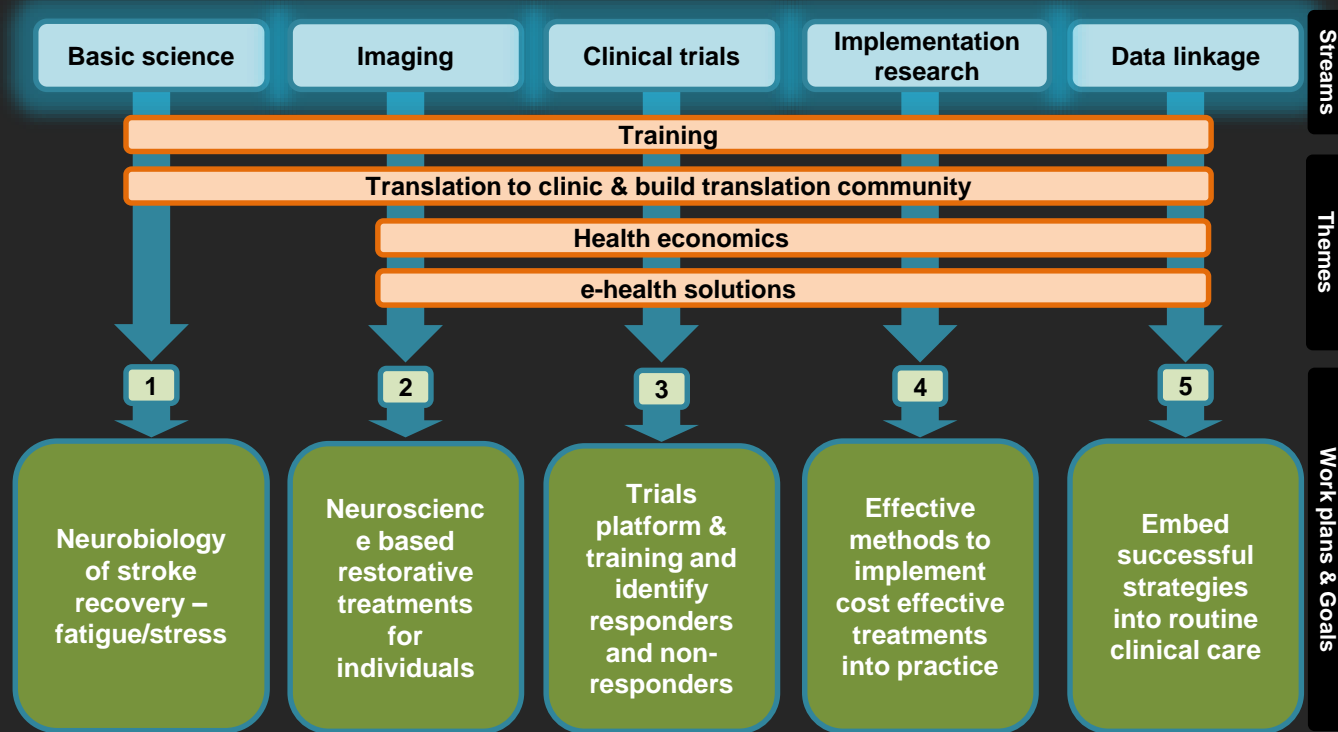 Basic science
Imaging
Clinical trials
Implementation
research
Data linkage
Streams
Training
Translation to clinic & build translation community
Health economics
e-health solutions
Themes
1
2
3
4
5
Neurobiology
of stroke
recovery –
fatigue/stress
Neuroscienc
e based
restorative
treatments
for
individuals
Trials
platform &
training and
identify
responders
and non-
responders
Effective
methods to
implement
cost effective
treatments
into practice
Embed
successful
strategies
into routine
clinical care
Work plans & Goals